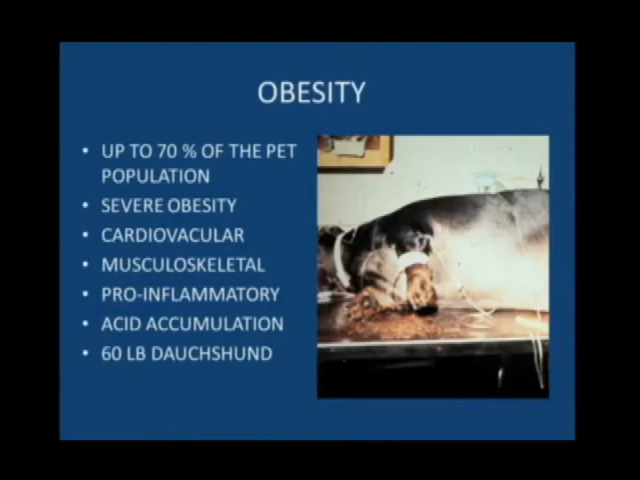 OBESITY
• UP TO 70 % OF THE PET
POPULATION
• SEVERE OBESITY
• CARDIOVACULAR
• MUSCULOSKELETAL
• PRO-INFLAMMATORY
• ACID ACCUMULATION
• 60 LB DAUCHSHUND